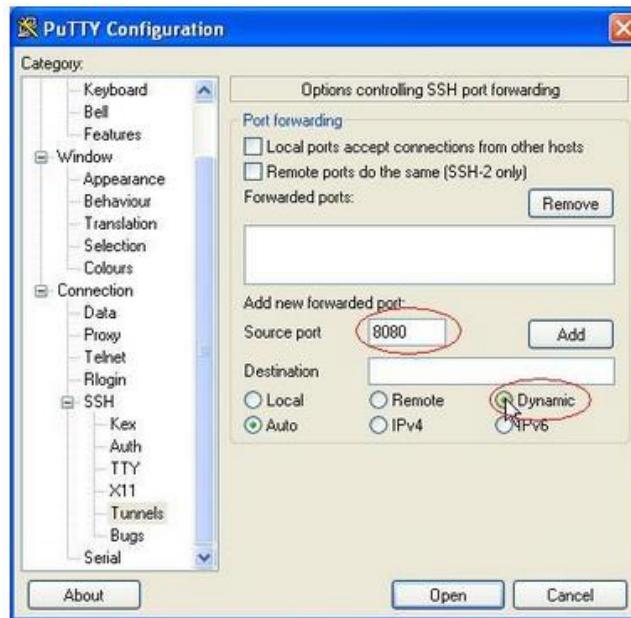 PuTTY Configuration
Category:
Keyboard
Bell
Features
Window
Appearance
Behaviour
Translation
Selection
Colours
Connection
Data
Proxy
Telnet
Rlogin
SSH
Kex
Auth
TTY
X11
Tunnels
Bugs
Serial
Options controlling SSH port forwarding
Port forwarding
Local ports accept connections from other hosts
Remote ports do the same (SSH-2 only)
Forwarded ports:
Remove
Add new forwarded port:
Source port
8080
Add
Destination
Local
Remote
Dynamic
Auto
IPv4
IPv6
About
Open
Cancel